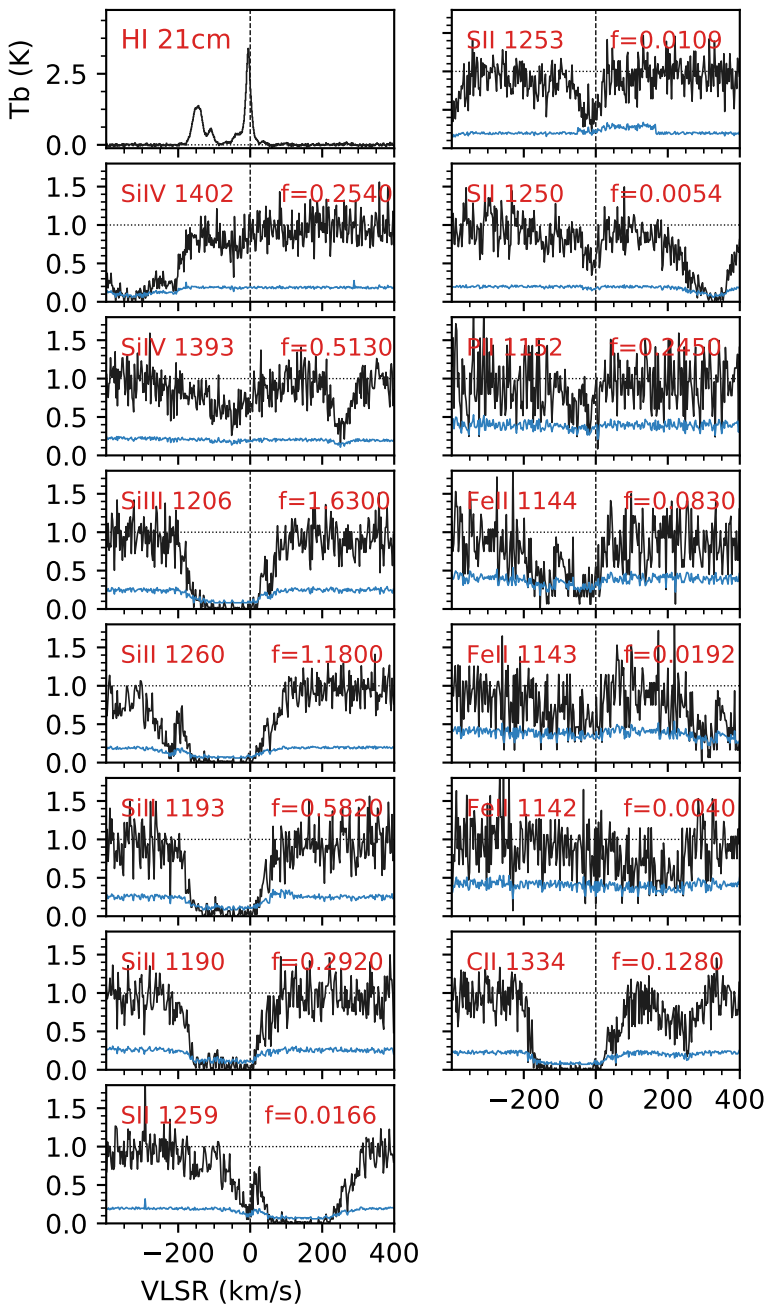 HI 21cm
Tb (K)
2.5
0.0
SiIV 1402 f=0.2540
1.5
1.0
0.5
0.0
SiIV 1393 f=0.5130
1.5
1.0
0.5
0.0
SiIII 1206 f=1.6300
1.5
1.0
0.5
0.0
SiII 1260 f=1.1800
1.5
1.0
0.5
0.0
SiII 1193 f=0.5820
1.5
1.0
0.5
0.0
SiII 1190 f=0.2920
1.5
1.0
0.5
0.0
SII 1259 f=0.0166
1.5
1.0
0.5
0.0
−200 0 200 400
VLSR (km/s)
SII 1253 f=0.0109
SII 1250 f=0.0054
PII 1152 f=0.2450
FeII 1144 f=0.0830
FeII 1143 f=0.0192
FeII 1142 f=0.0040
CII 1334 f=0.1280
−200 0 200 400